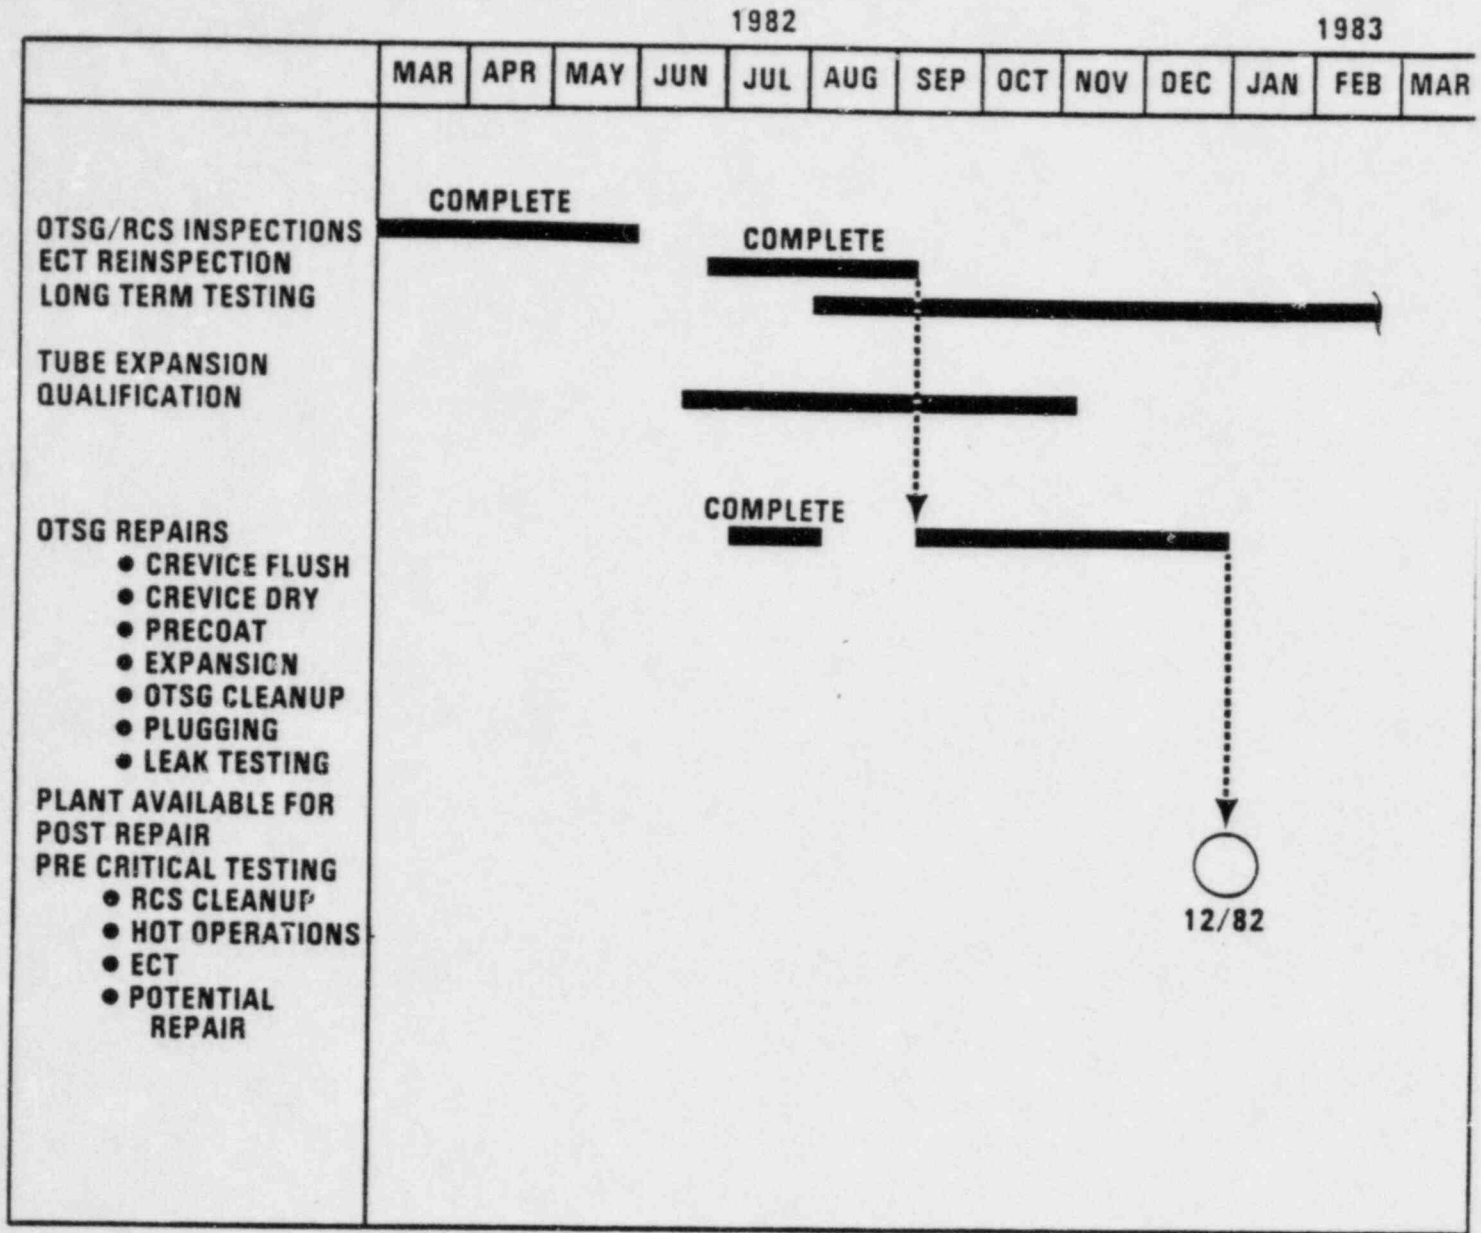 1982
1983
MAR APR MAY JUN JUL AUG SEP OCT NOV DEC JAN FEB MAR
COMPLETE
OTSG/RCS INSPECTIONS
COMPLETE
ECT REINSPECTION
LONG TERM TESTING
TUBE EXPANSION
QUALIFICATION
COMPLETE
OTSG REPAIRS
• CREVICE FLUSH
• CREVICE DRY
• PRECOAT
• EXPANSION
• OTSG CLEANUP
• PLUGGING
• LEAK TESTING
PLANT AVAILABLE FOR
POST REPAIR
PRE CRITICAL TESTING
• RCS CLEANUP
12/82
• HOT OPERATIONS
• ECT
• POTENTIAL
REPAIR